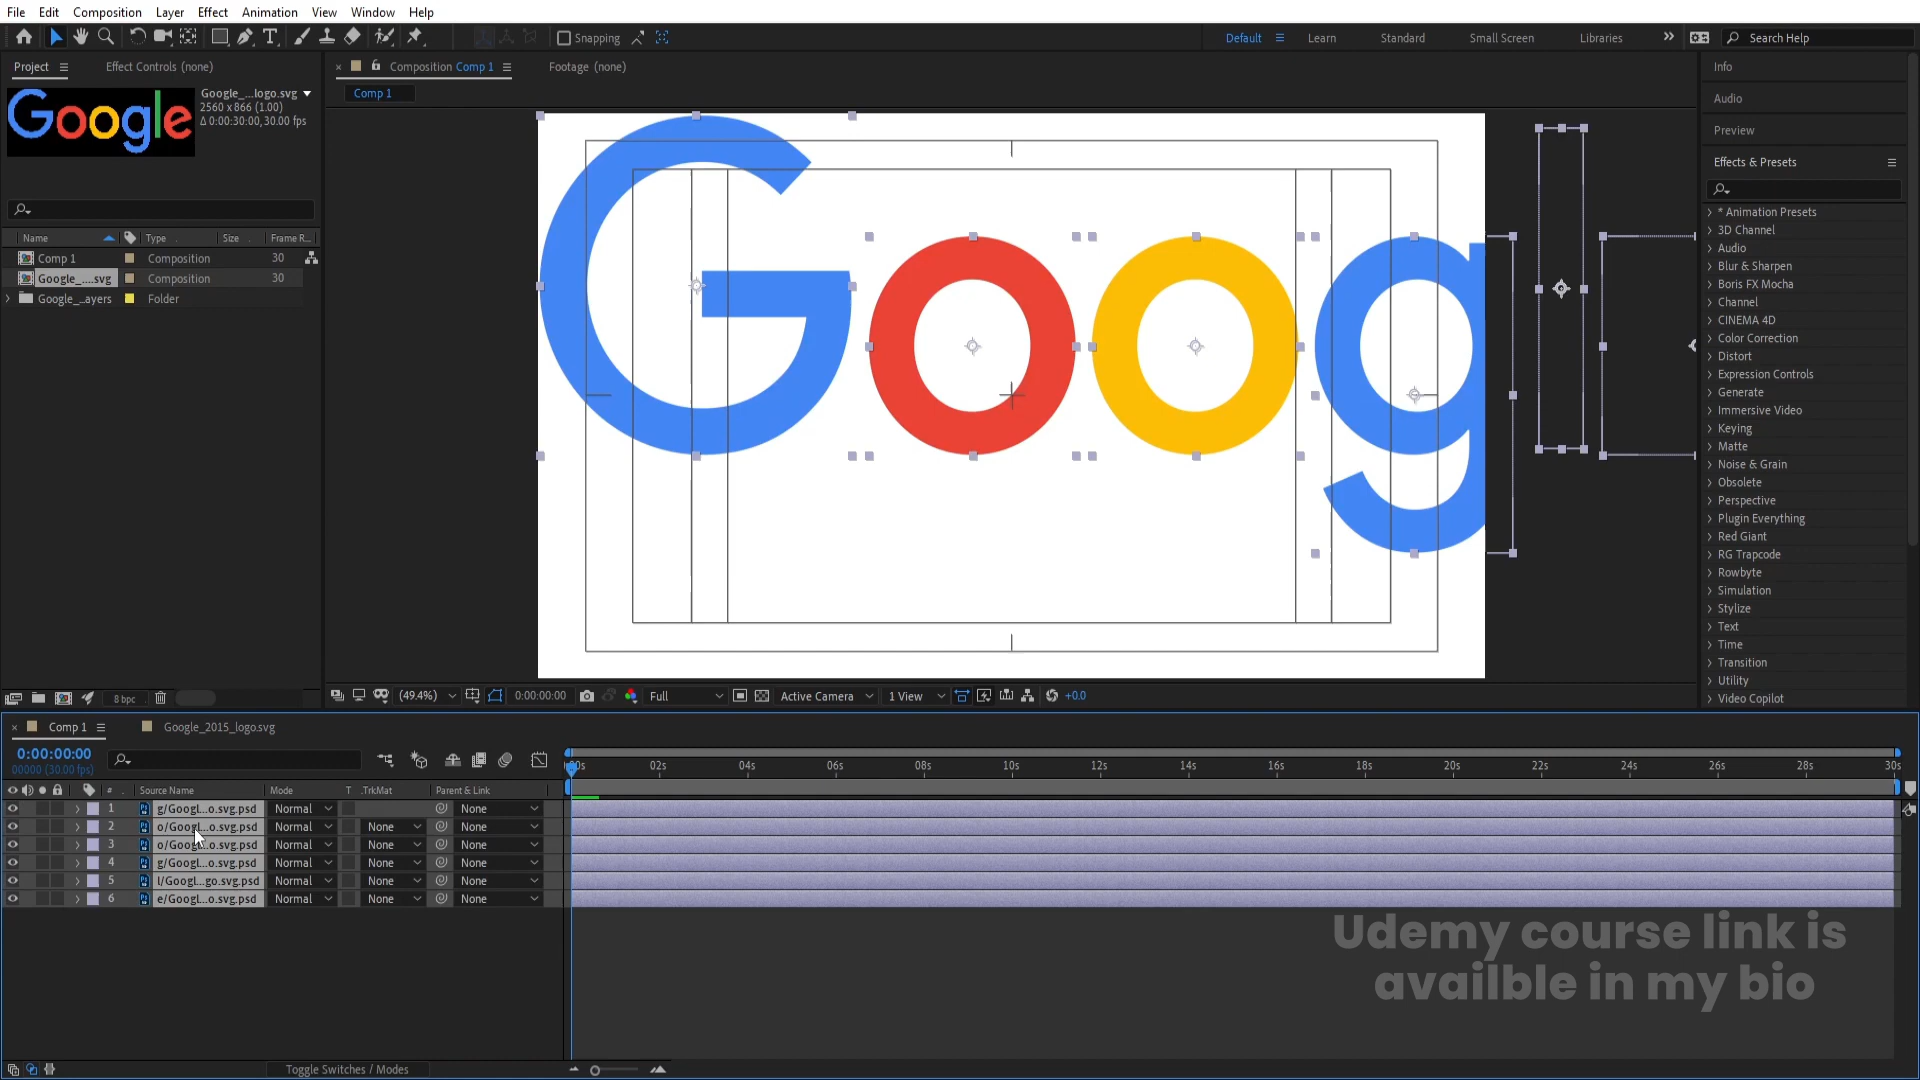 File Edit Composition Layer Effect Animation View Window Help
Snapping
Default Learn Standard Small Screen Libraries Search Help
Project Effect Controls (none)
Composition Comp 1 Footage (none)
Comp 1
Google
Google_...logo.svg
2560 x 866 (1.00)
Δ 0:00:30:00, 30.00 fps
Name Type Size Frame R...
Comp 1 Composition 30
Google_....svg Composition 30
Google_..ayers Folder
8 bpc
Goog
(49.4%) 0:00:00:00 Full Active Camera 1 View +0.0
Info
Audio
Preview
Effects & Presets
* Animation Presets
3D Channel
Audio
Blur & Sharpen
Boris FX Mocha
Channel
CINEMA 4D
Color Correction
Distort
Expression Controls
Generate
Immersive Video
Keying
Matte
Noise & Grain
Obsolete
Perspective
Plugin Everything
Red Giant
RG Trapcode
Rowbyte
Simulation
Stylize
Text
Time
Transition
Utility
Video Copilot
Comp 1 Google_2015_logo.svg
0:00:00:00
00000 (30.00 fps)
02s 04s 06s 08s 10s 12s 14s 16s 18s 20s 22s 24s 26s 28s 30s
# Source Name Mode T .TrkMat Parent & Link
1 g/Googl...o.svg.psd Normal None
2 o/Googl...o.svg.psd Normal None None
3 o/Googl...o.svg.psd Normal None None
4 g/Googl...o.svg.psd Normal None None
5 l/Googl...go.svg.psd Normal None None
6 e/Googl...o.svg.psd Normal None None
Udemy course link is
availble in my bio
Toggle Switches / Modes